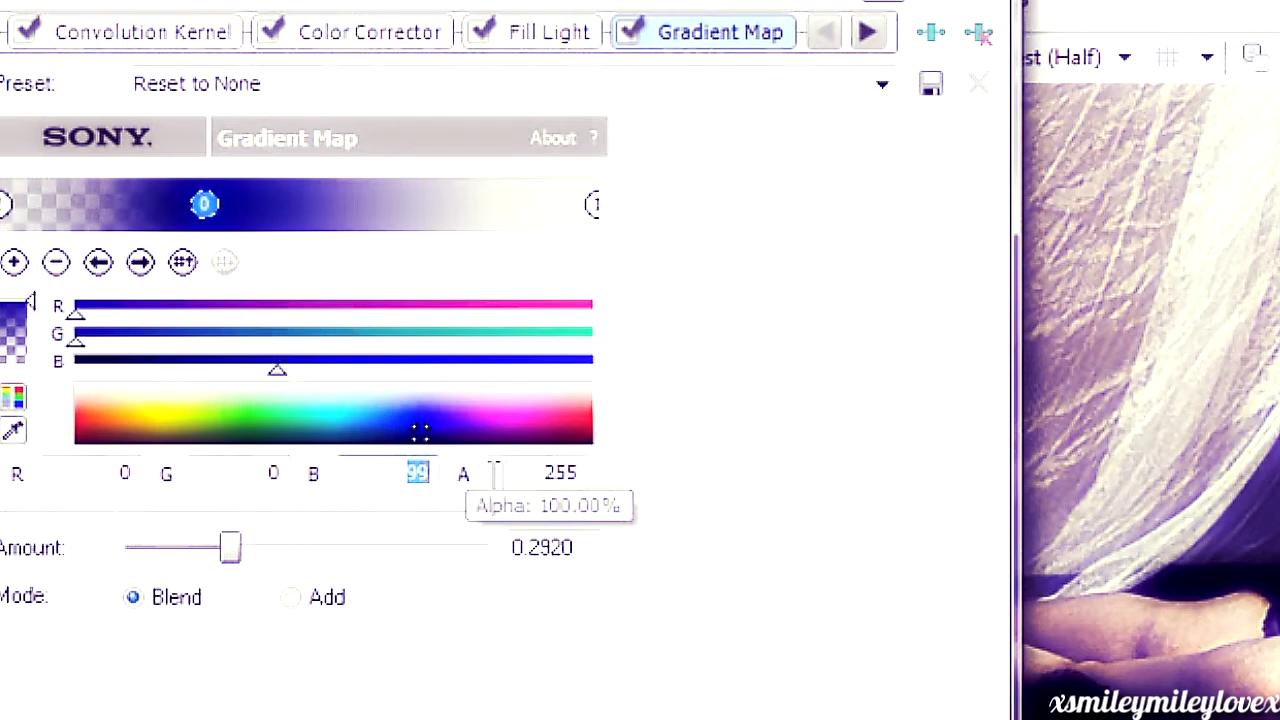 Convolution Kernel Color Corrector Fill Light Gradient Map
st (Half)
Preset: Reset to None
SONY. Gradient Map About ?
0 1
R
G
B
R 0 G 0 B 99 A 255
Alpha: 100.00%
Amount: 0.2920
Mode: Blend Add
xsmileymileylovex